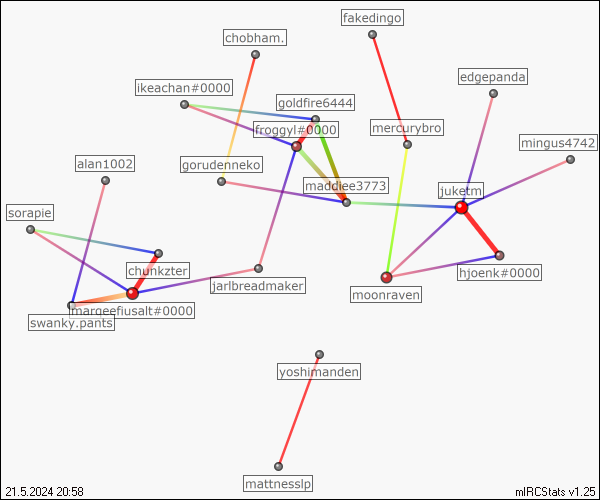 fakedingo
chobham.
edgepanda
ikeachan#0000
goldfire6444
froggyl#0000
mercurybro
mingus4742
alan1002
gorudenneko
maddiee3773
juketm
sorapie
chunkzter
hjoenk#0000
jarlbreadmaker
moonraven
marqeefiusalt#0000
swanky.pants
yoshimanden
mattnesslp
21.5.2024 20:58
mIRCStats v1.25